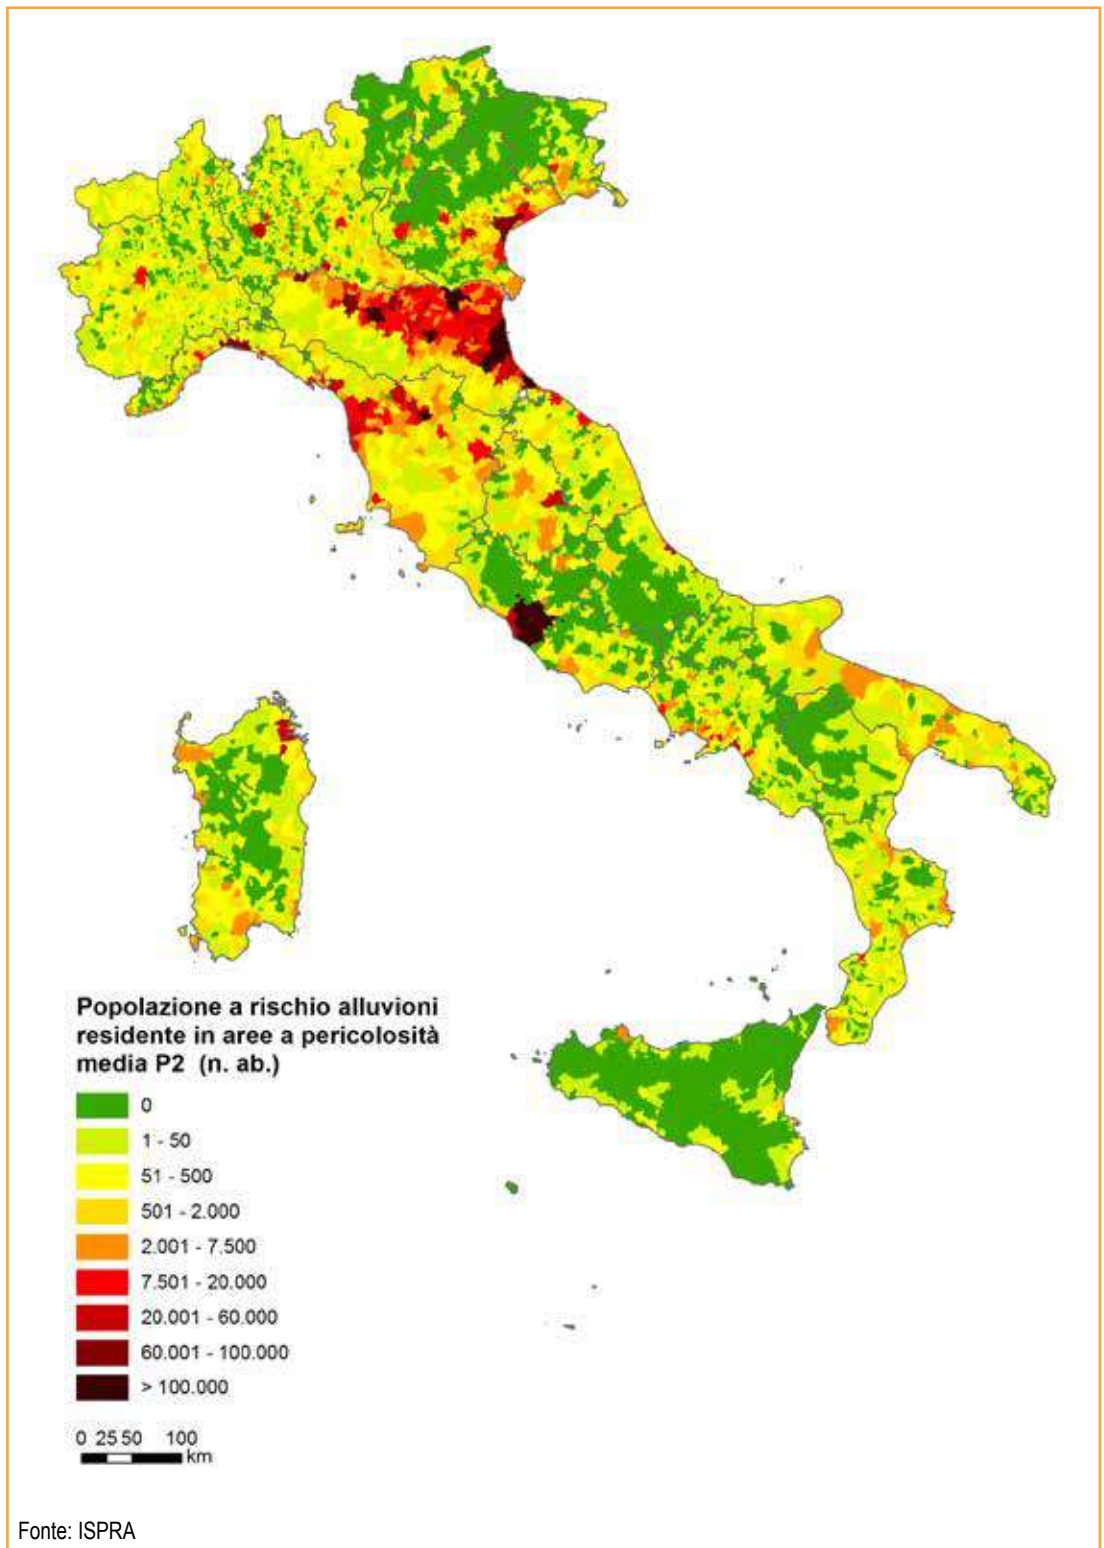 Popolazione a rischio alluvioni
residente in aree a pericolosità
media P2 (n. ab.)
0
1 - 50
51 - 500
501 - 2.000
2.001 - 7.500
7.501 - 20.000
20.001 - 60.000
60.001 - 100.000
> 100.000
0 25 50 100
km
Fonte: ISPRA